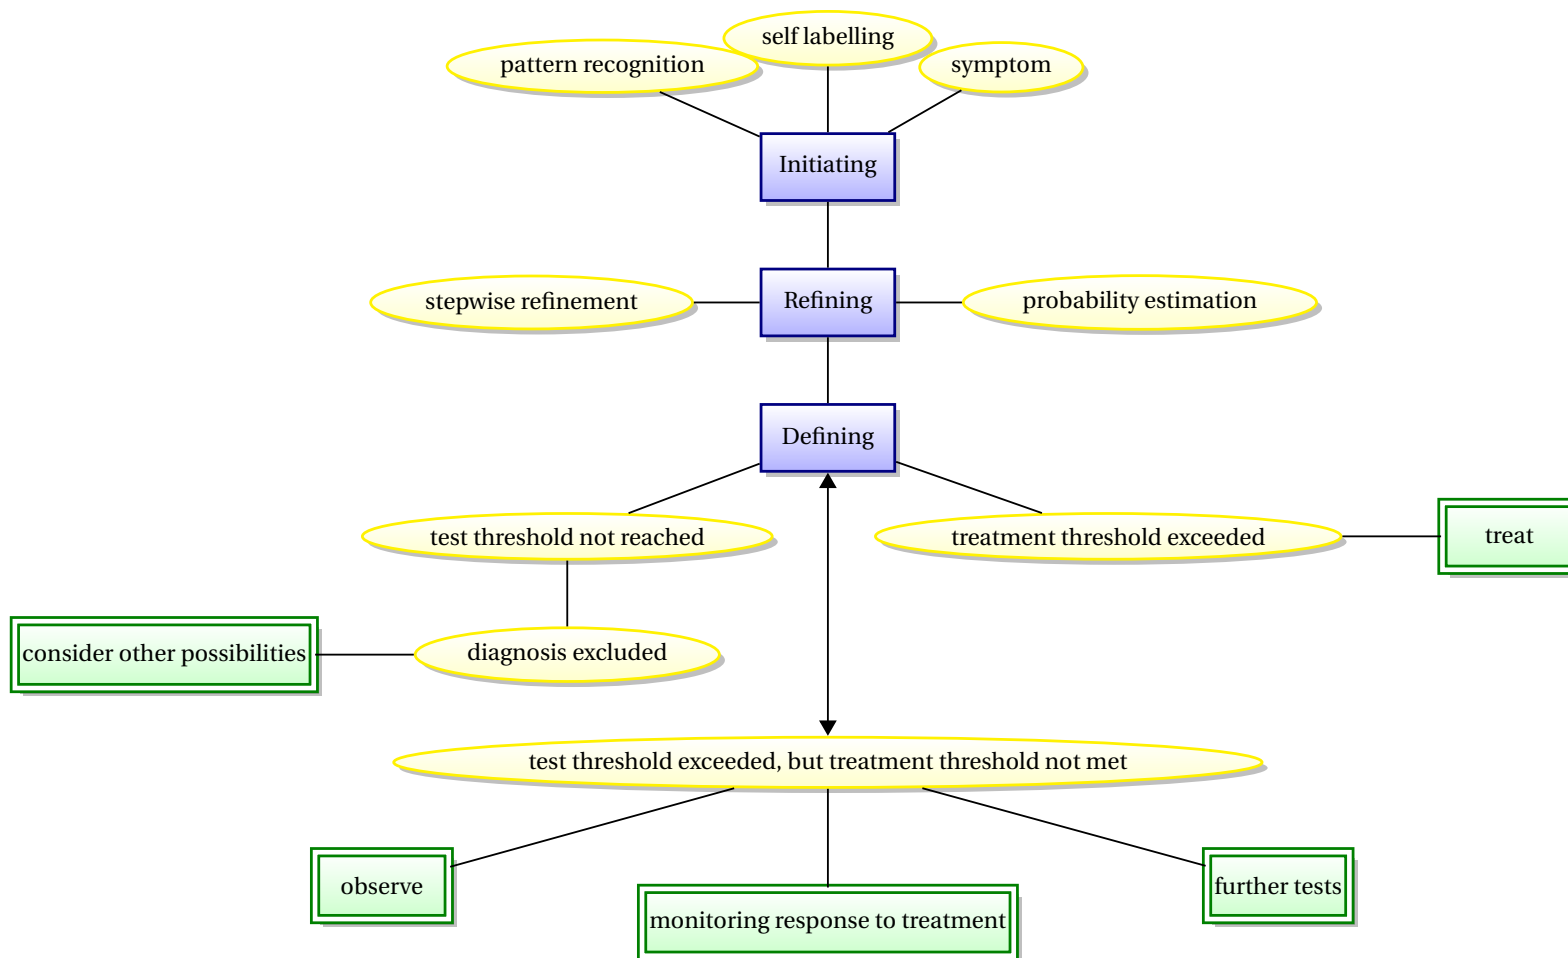 self labelling
pattern recognition
symptom
Initiating
stepwise refinement
Refining
probability estimation
Defining
test threshold not reached
treatment threshold exceeded
treat
consider other possibilities
diagnosis excluded
test threshold exceeded, but treatment threshold not met
observe
further tests
monitoring response to treatment